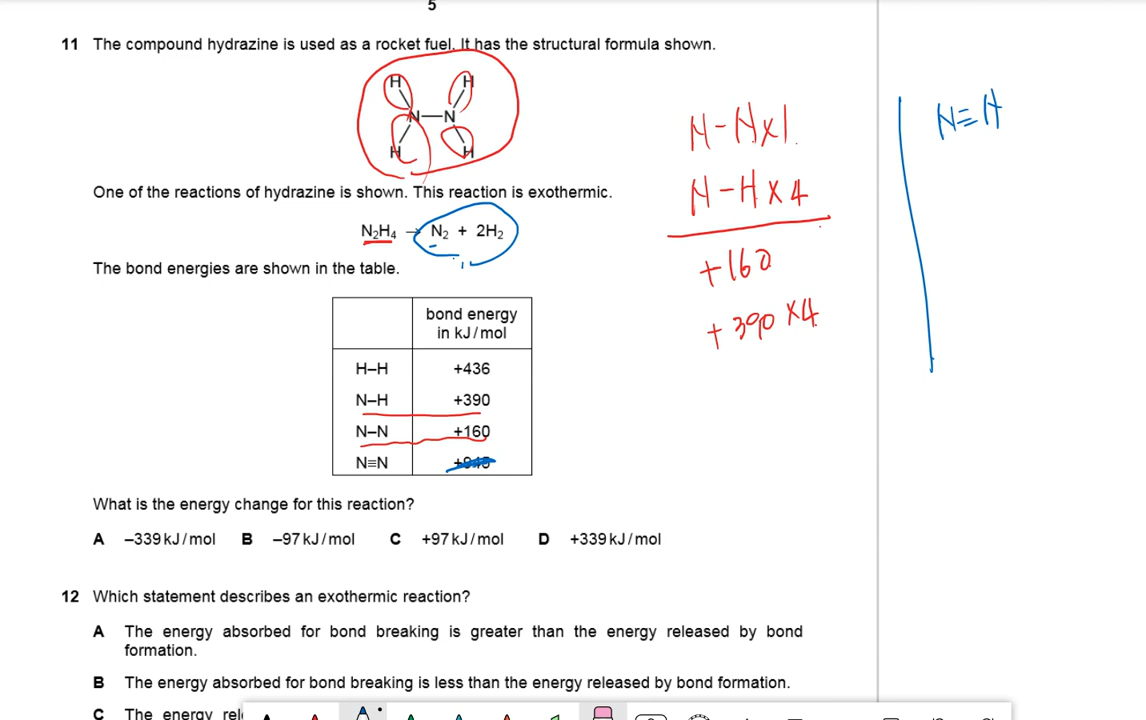 5
11 The compound hydrazine is used as a rocket fuel. It has the structural formula shown.
H H
N—N
H H
One of the reactions of hydrazine is shown. This reaction is exothermic.
N₂H₄ → N₂ + 2H₂
The bond energies are shown in the table.
bond energy
in kJ/mol
H–H +436
N–H +390
N–N +160
N≡N
What is the energy change for this reaction?
A –339 kJ/mol B –97 kJ/mol C +97 kJ/mol D +339 kJ/mol
12 Which statement describes an exothermic reaction?
A The energy absorbed for bond breaking is greater than the energy released by bond
formation.
B The energy absorbed for bond breaking is less than the energy released by bond formation.
C The energy
N-N×1
N-H×4
+160
+390×4
N≡N